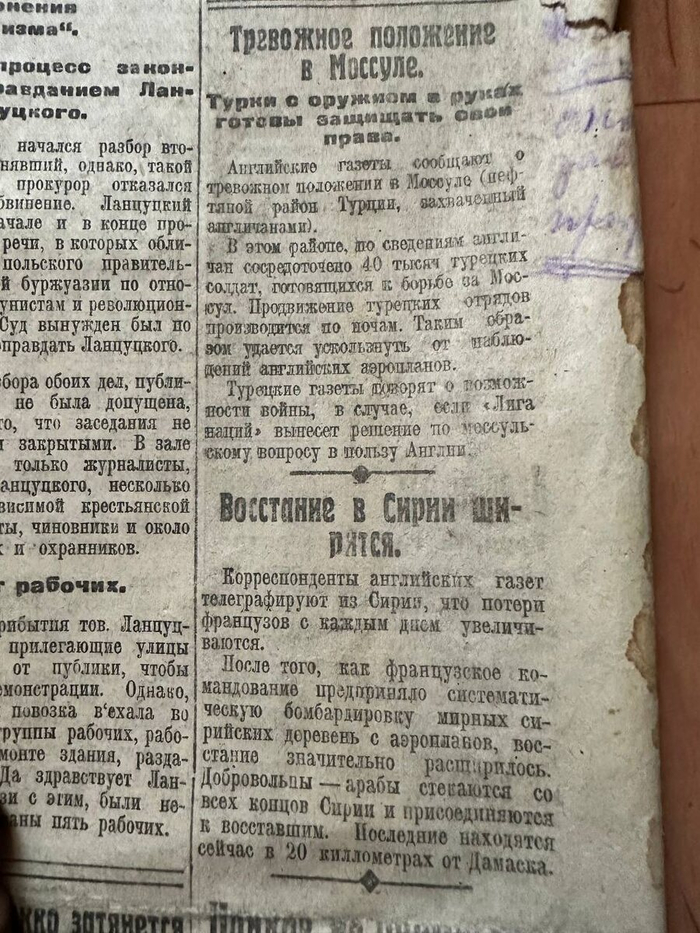 изма“.
процесс закон-
равданием Лан-
уцкого.
начался разбор вто-
нявший, однако, такой
прокурор отказался
бвинение. Ланцуцкий
ачале и в конце про-
речи, в которых обли-
польского правитель-
й буржуазии по отно-
унистам и революцион-
Суд вынужден был по
оправдать Ланцуцкого.
збора обоих дел, публи-
не была допущена,
то, что заседания не
и закрытыми. В зале
только журналисты,
анцуцкого, несколько
висимой крестьянской
ты, чиновники и около
х и охранников.
г рабочих.
рибытия тов. Ланцуц-
прилегающие улицы
от публики, чтобы
емонстрации. Однако,
повозка в‘ехала во
группы рабочих, рабо-
монте здания, разда-
Да здравствует Лан-
зи с этим, были не-
ваны пять рабочих.
Тревожное положение
в Моссуле.
Турки с оружием в руках
готовы защищать свои
права.
Английские газеты сообщают о
тревожном положении в Моссуле (неф-
тяной район Турции, захваченный
англичанами).
В этом районе, по сведениям англи-
чан сосредоточено 40 тысяч турецких
солдат, готовящихся к борьбе за Мос-
сул. Продвижение турецких отрядов
производится по ночам. Таким обра-
зом удается ускользнуть от наблю-
дений английских аэропланов.
Турецкие газеты говорят о возмож-
ности войны, в случае, если «Лига
наций» вынесет решение по моссуль-
скому вопросу в пользу Англии.
Восстание в Сирии ши-
рятся.
Корреспонденты английских газет
телеграфируют из Сирии, что потери
французов с каждым днем увеличи-
ваются.
После того, как французское ко-
мандование предприняло системати-
ческую бомбардировку мирных си-
рийских деревень с аэропланов, вос-
стание значительно расширилось.
Добровольцы — арабы стекаются со
всех концов Сирии и присоединяются
к восставшим. Последние находятся
сейчас в 20 киллометрах от Дамаска.
затянется